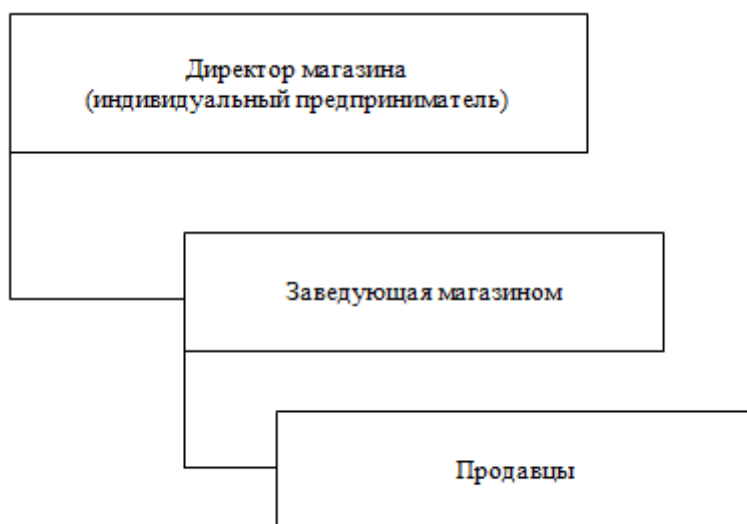 Директор магазина
(индивидуальный предприниматель)
Заведующая магазином
Продавцы